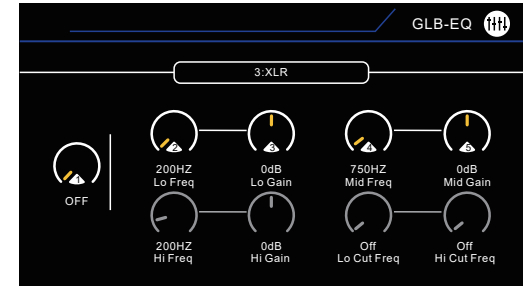 GLB-EQ
3:XLR
1
OFF
2
3
4
5
200HZ
Lo Freq
0dB
Lo Gain
750HZ
Mid Freq
0dB
Mid Gain
200HZ
Hi Freq
0dB
Hi Gain
Off
Lo Cut Freq
Off
Hi Cut Freq